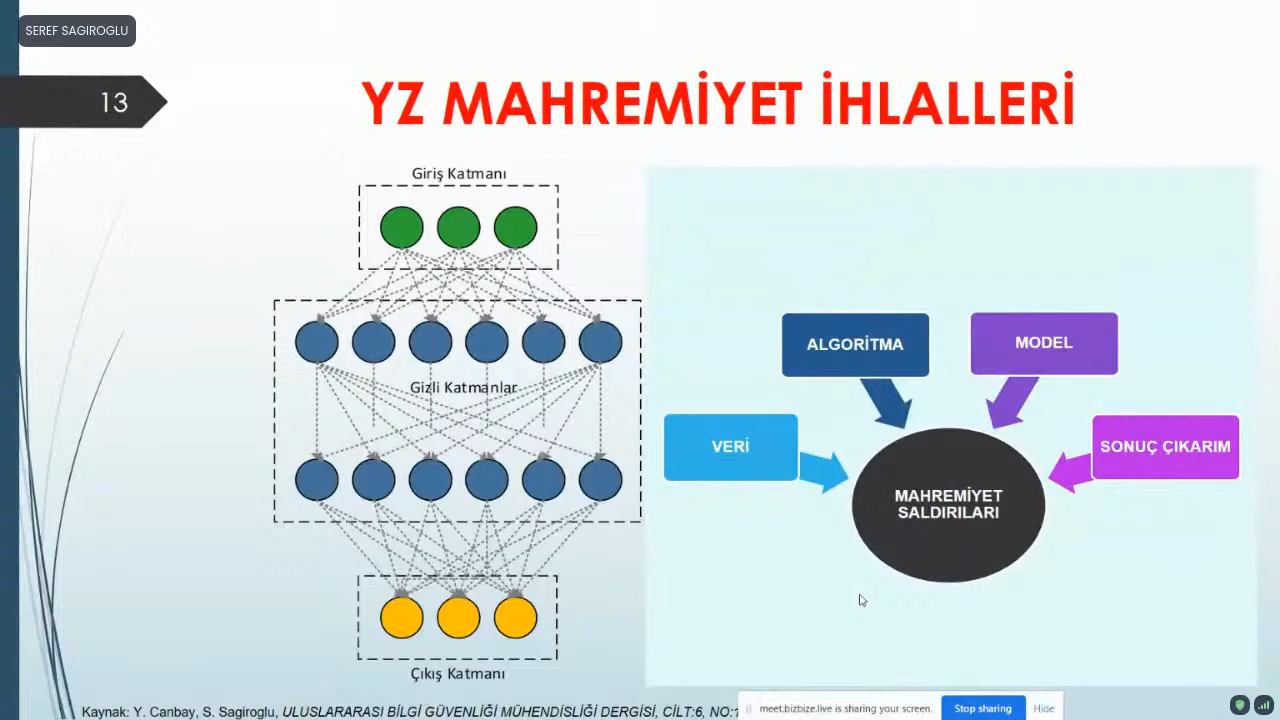 SEREF SAGIROGLU
13
YZ MAHREMİYET İHLALLERİ
Giriş Katmanı
Gizli Katmanlar
Çıkış Katmanı
ALGORİTMA
MODEL
VERİ
SONUÇ ÇIKARIM
MAHREMİYET
SALDIRILARI
Kaynak: Y. Canbay, S. Sagiroglu, ULUSLARARASI BİLGİ GÜVENLİĞİ MÜHENDİSLİĞİ DERGİSİ, CİLT:6, NO:
meet.bizbize.live is sharing your screen.
Stop sharing
Hide